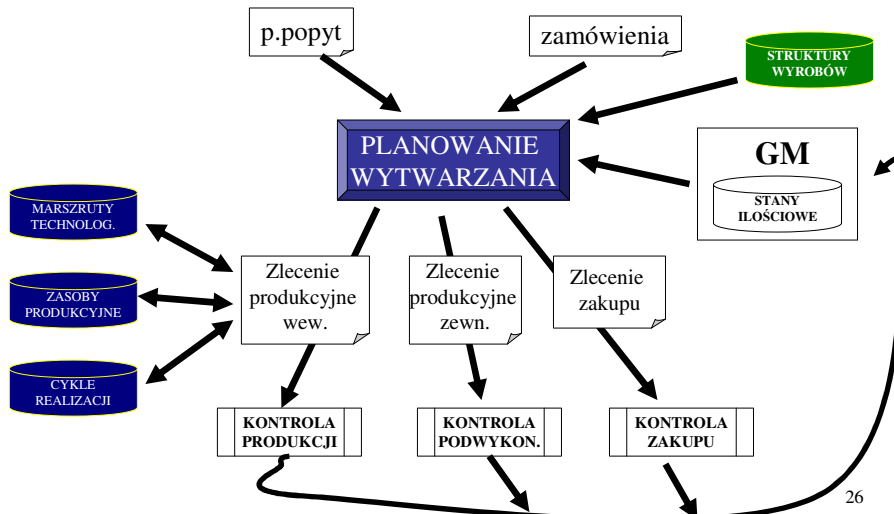 p.popyt
zamówienia
STRUKTURY
WYROBÓW
PLANOWANIE
WYTWARZANIA
GM
STANY
ILOŚCIOWE
MARSZRUTY
TECHNOLOG.
ZASOBY
PRODUKCYJNE
CYKLE
REALIZACJI
Zlecenie
produkcyjne
wew.
Zlecenie
produkcyjne
zewn.
Zlecenie
zakupu
KONTROLA
PRODUKCJI
KONTROLA
PODWYKON.
KONTROLA
ZAKUPU
26